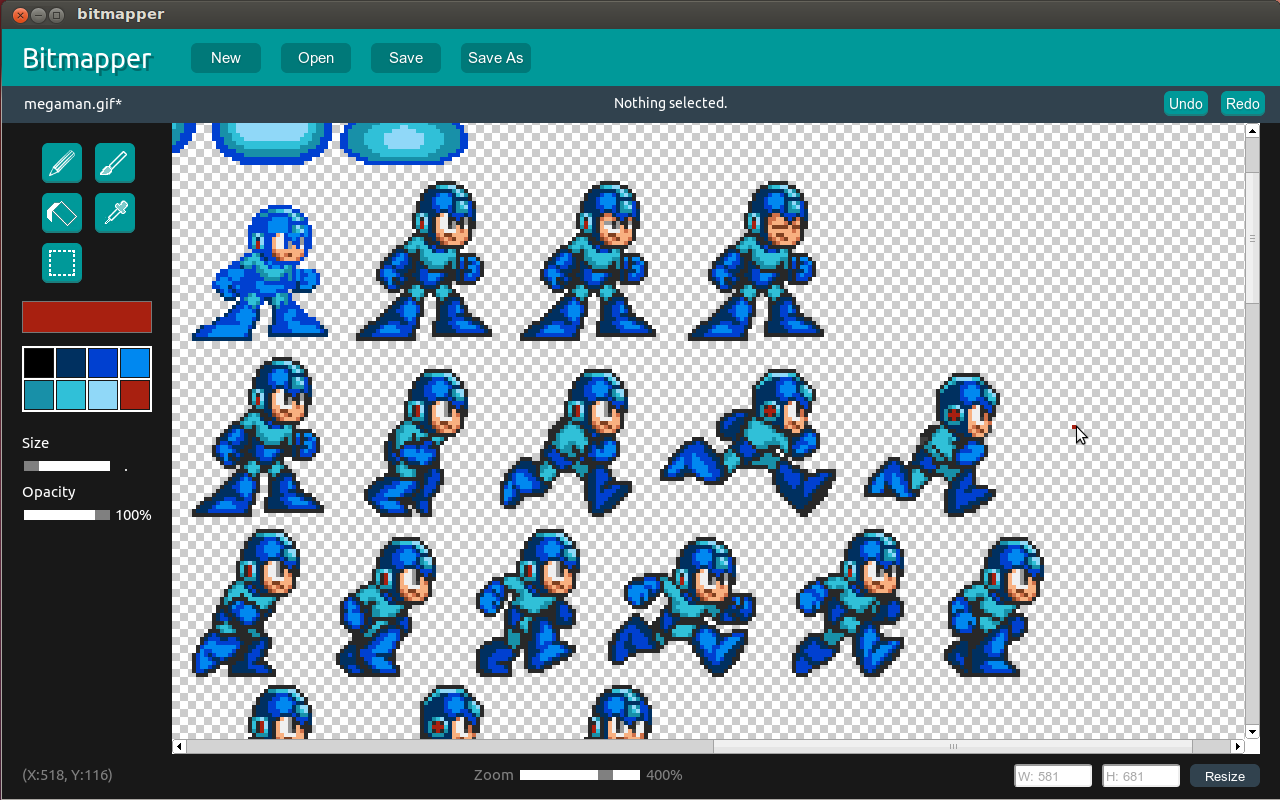 bitmapper
Bitmapper
New
Open
Save
Save As
megaman.gif*
Nothing selected.
Undo
Redo
Size
Opacity
100%
(X:518, Y:116)
Zoom
400%
W: 581
H: 681
Resize